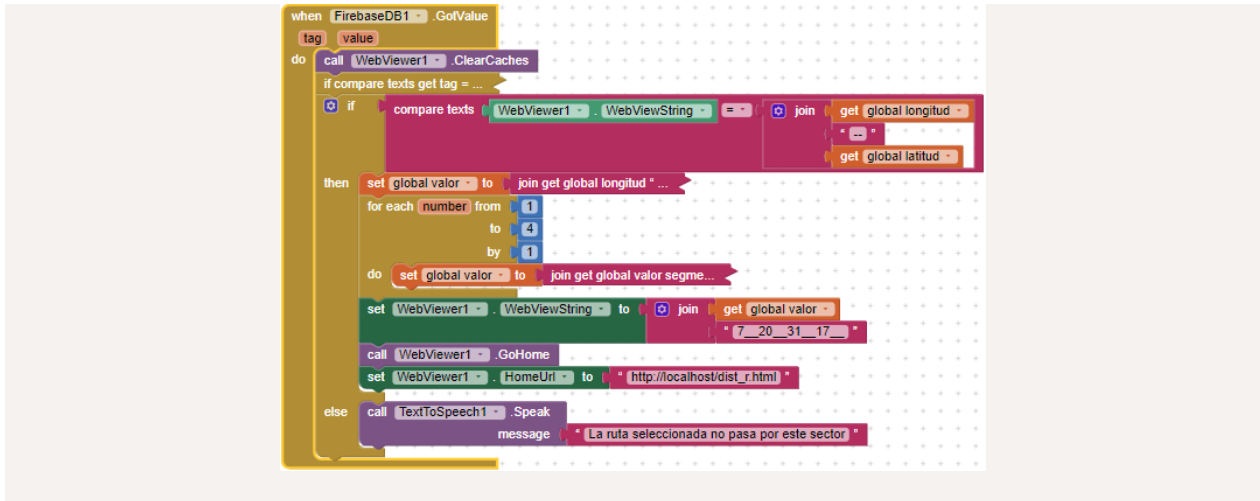 when FirebaseDB1 .GotValue
tag value
do call WebViewer1 .ClearCaches
if compare texts get tag = ...
if compare texts WebViewer1 . WebViewString = join get global longitud
" -- "
get global latitud
then set global valor to join get global longitud " ...
for each number from 1
to 4
by 1
do set global valor to join get global valor segme...
set WebViewer1 . WebViewString to join get global valor
" 7__20__31__17__ "
call WebViewer1 .GoHome
set WebViewer1 . HomeUrl to " http://localhost/dist_r.html "
else call TextToSpeech1 .Speak
message " La ruta seleccionada no pasa por este sector "